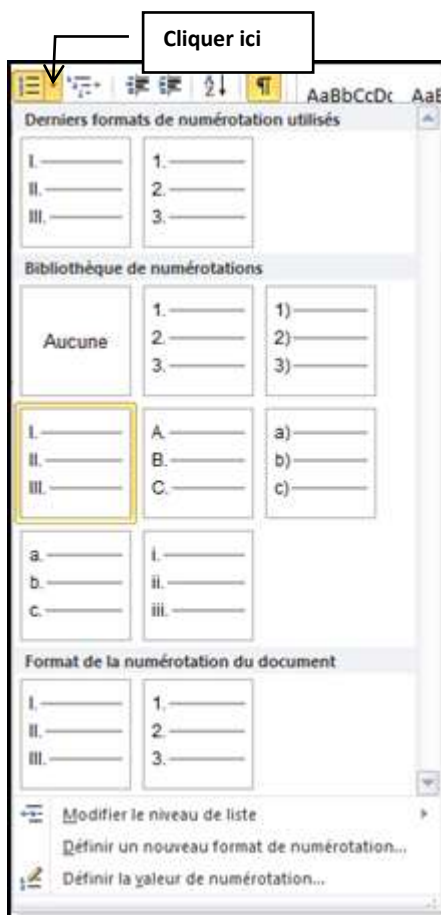 Cliquer ici
AaBbCcDc AaB
Derniers formats de numérotation utilisés
I.
II.
III.
1.
2.
3.
Bibliothèque de numérotations
Aucune
1.
2.
3.
1)
2)
3)
I.
II.
III.
A.
B.
C.
a)
b)
c)
a.
b.
c.
i.
ii.
iii.
Format de la numérotation du document
I.
II.
III.
1.
2.
3.
Modifier le niveau de liste
Définir un nouveau format de numérotation...
Définir la valeur de numérotation...